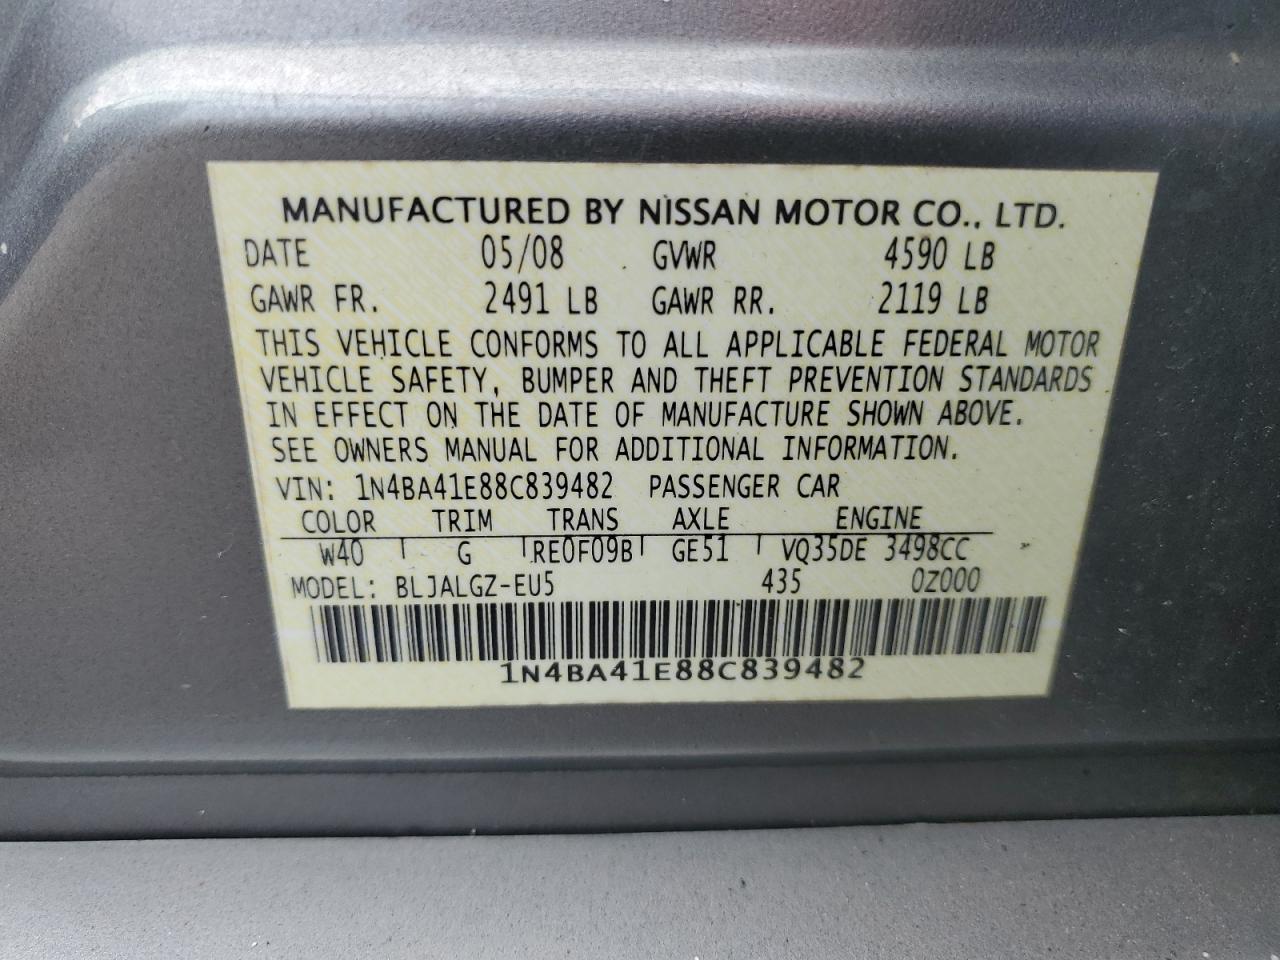 MANUFACTURED BY NISSAN MOTOR CO., LTD.
DATE 05/08 GVWR 4590 LB
GAWR FR. 2491 LB GAWR RR. 2119 LB
THIS VEHICLE CONFORMS TO ALL APPLICABLE FEDERAL MOTOR
VEHICLE SAFETY, BUMPER AND THEFT PREVENTION STANDARDS
IN EFFECT ON THE DATE OF MANUFACTURE SHOWN ABOVE.
SEE OWNERS MANUAL FOR ADDITIONAL INFORMATION.
VIN: 1N4BA41E88C839482 PASSENGER CAR
COLOR TRIM TRANS AXLE ENGINE
W40 G RE0F09B GE51 VQ35DE 3498CC
MODEL: BLJALGZ-EU5 435 0Z000
1N4BA41E88C839482